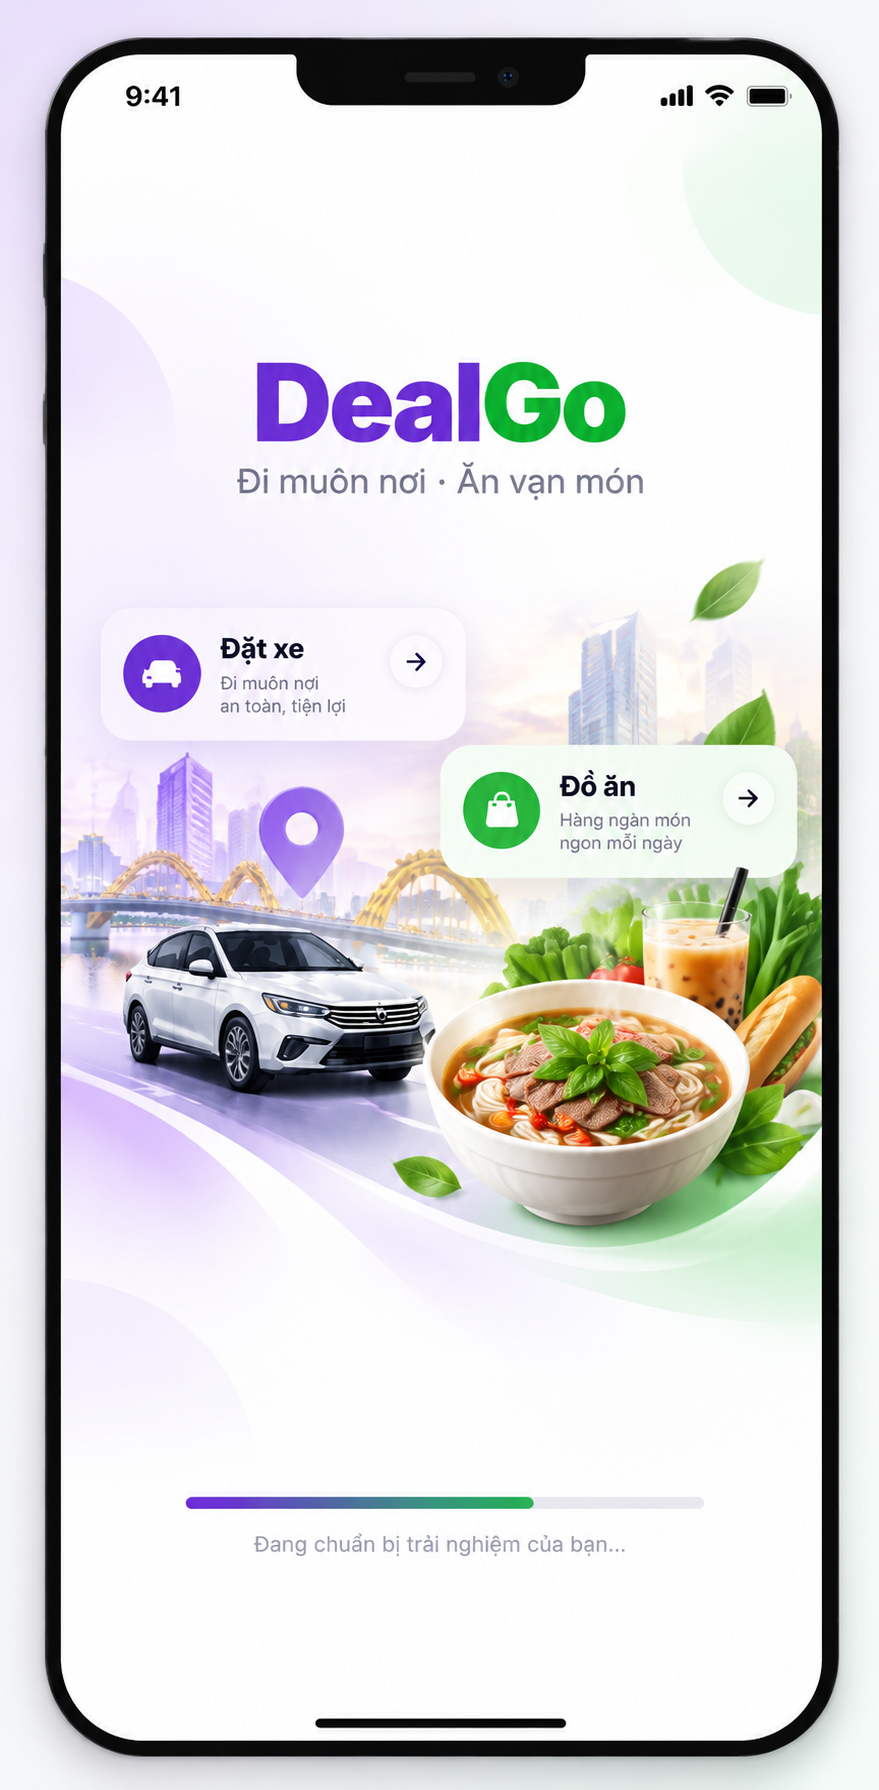 9:41
DealGo
Đi muôn nơi · Ăn vạn món
Đặt xe
Đi muôn nơi
an toàn, tiện lợi
Đồ ăn
Hàng ngàn món
ngon mỗi ngày
Đang chuẩn bị trải nghiệm của bạn...